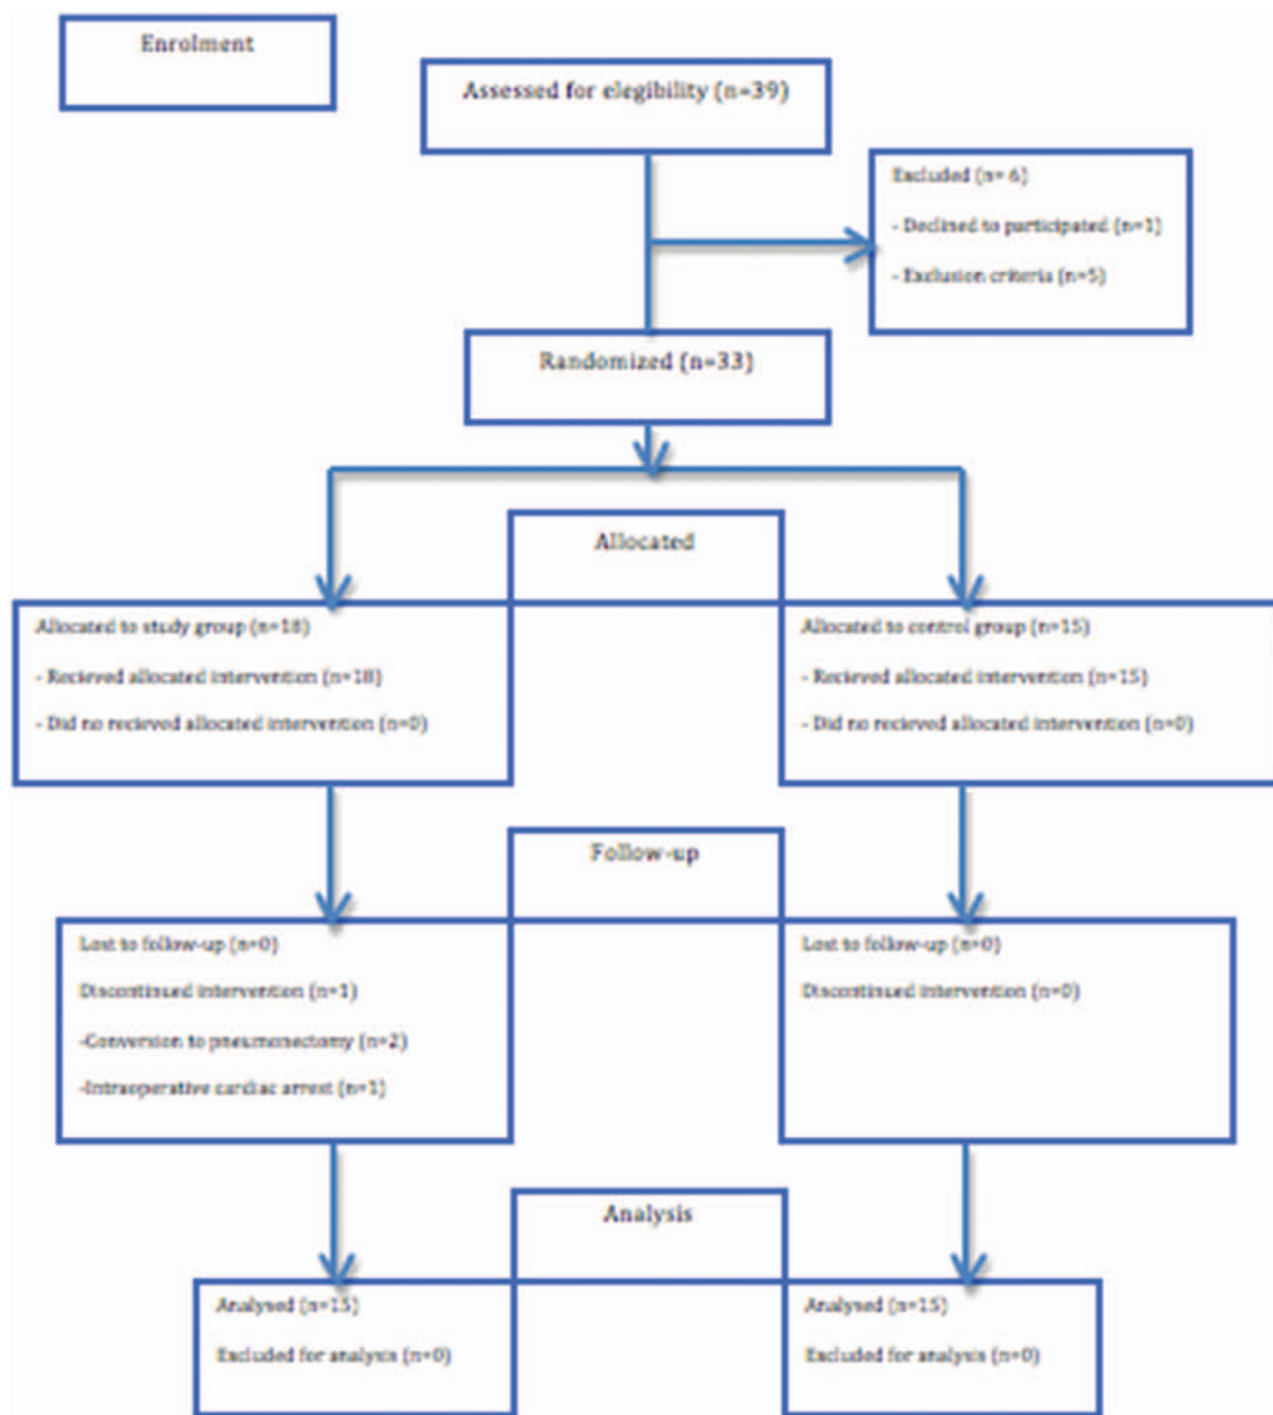 Enrolment
Assessed for elegibility (n=39)
Excluded (n= 6)
- Declined to participated (n=1)
- Exclusion criteria (n=5)
Randomized (n=33)
Allocated
Allocated to study group (n=18)
- Recieved allocated intervention (n=18)
- Did no recieved allocated intervention (n=0)
Allocated to control group (n=15)
- Recieved allocated intervention (n=15)
- Did no recieved allocated intervention (n=0)
Follow-up
Lost to follow-up (n=0)
Discontinued intervention (n=1)
-Conversion to pneumonectomy (n=2)
-Intraoperative cardiac arrest (n=1)
Lost to follow-up (n=0)
Discontinued intervention (n=0)
Analysis
Analysed (n=15)
Excluded for analysis (n=0)
Analysed (n=15)
Excluded for analysis (n=0)